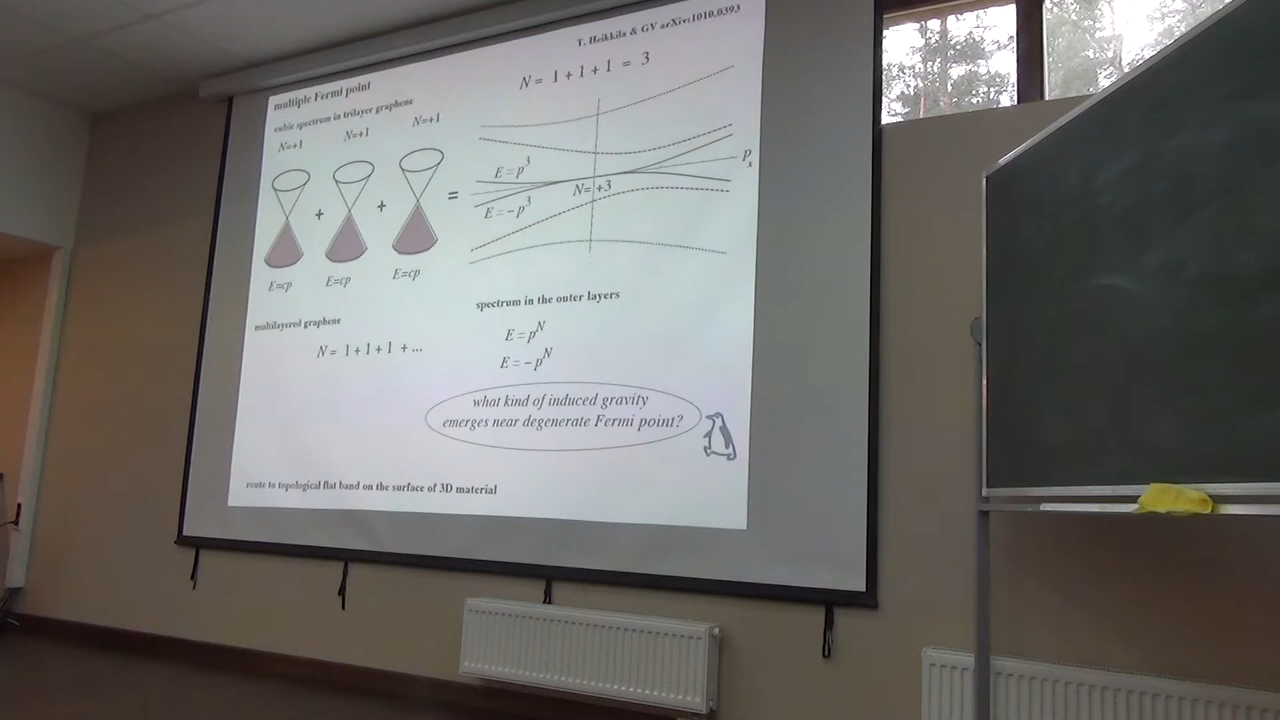 T. Heikkila & GV arXiv:1010.0393
multiple Fermi point
N = 1 + 1 + 1 = 3
cubic spectrum in trilayer graphene
N=+1
N=+1
N=+1
+
+
=
E = p³
E = −p³
N= +3
pₓ
E=cp
E=cp
E=cp
spectrum in the outer layers
multilayered graphene
N = 1 + 1 + 1 + ...
E = pᴺ
E = −pᴺ
what kind of induced gravity
emerges near degenerate Fermi point?
route to topological flat band on the surface of 3D material